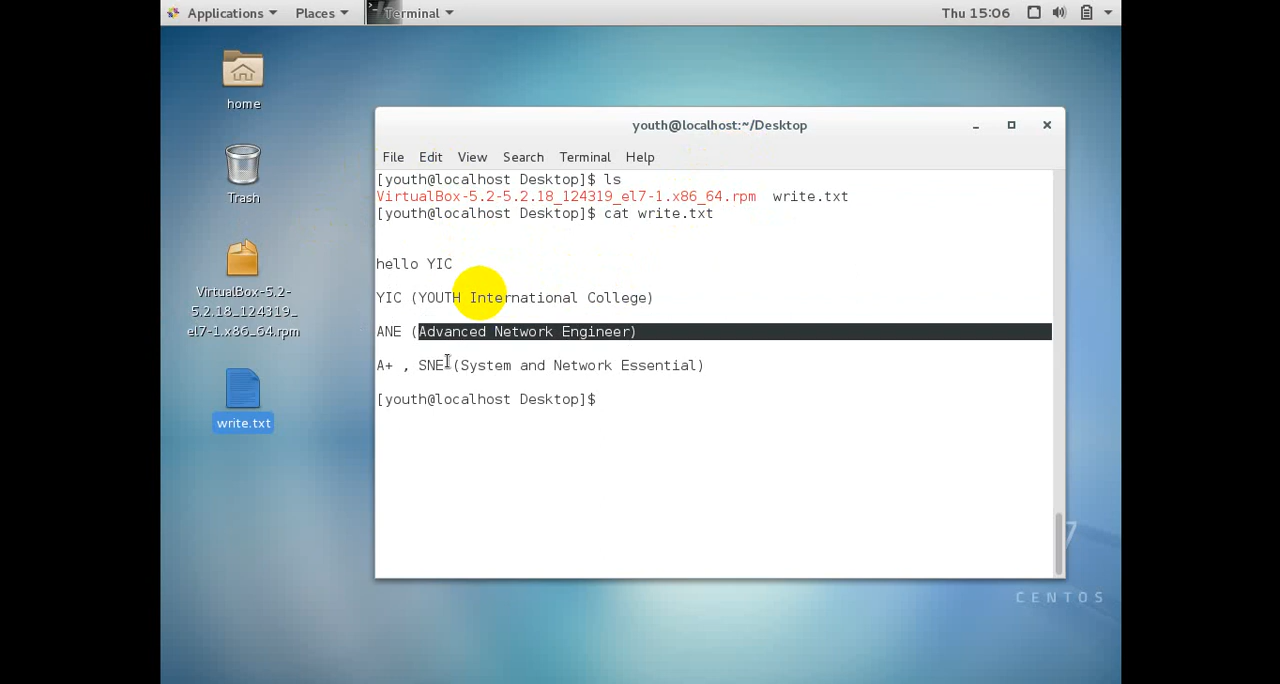 Applications Places Terminal Thu 15:06
home
Trash
VirtualBox-5.2-
5.2.18_124319_
el7-1.x86_64.rpm
write.txt
youth@localhost:~/Desktop
File Edit View Search Terminal Help
[youth@localhost Desktop]$ ls
VirtualBox-5.2-5.2.18_124319_el7-1.x86_64.rpm write.txt
[youth@localhost Desktop]$ cat write.txt
hello YIC
YIC (YOUTH International College)
ANE (Advanced Network Engineer)
A+ , SNE (System and Network Essential)
[youth@localhost Desktop]$
7
CENTOS